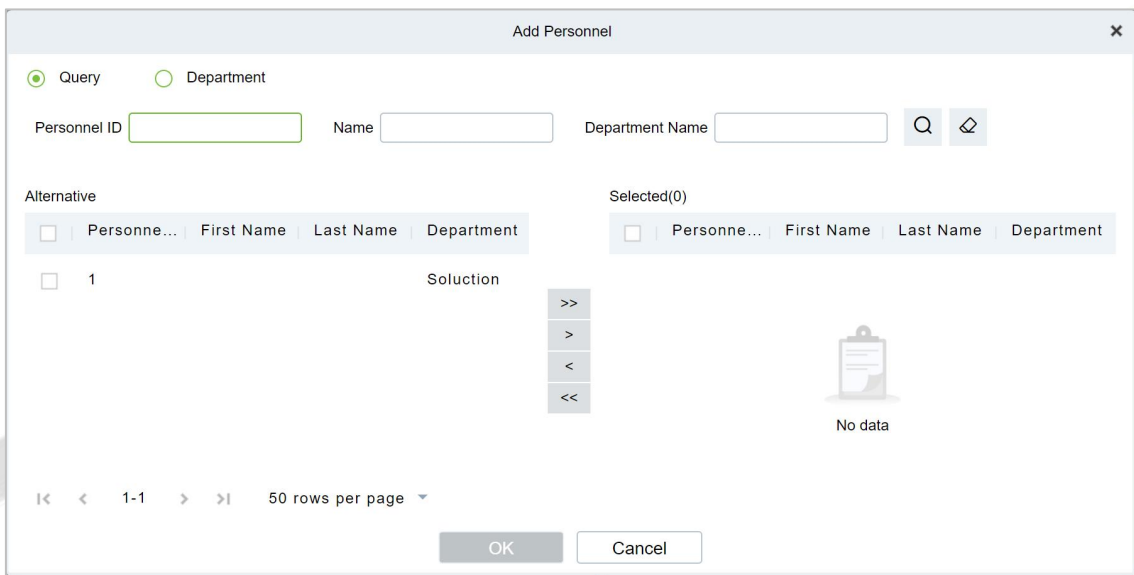 Add Personnel
Query Department
Personnel ID Name Department Name
Alternative Selected(0)
Personne... First Name Last Name Department Personne... First Name Last Name Department
1 Soluction
>>
>
<
<<
No data
1-1 50 rows per page
OK Cancel